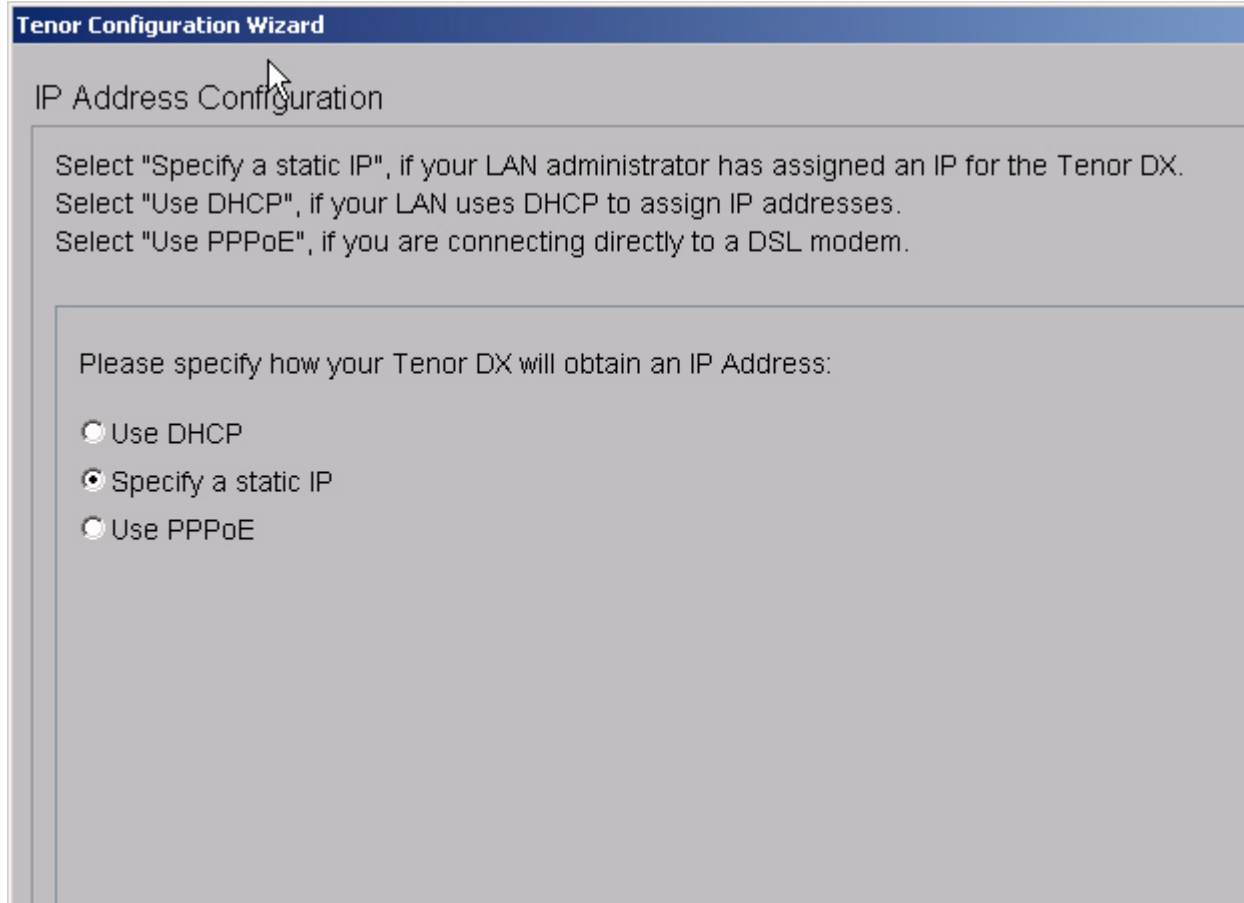 Tenor Configuration Wizard
IP Address Configuration
Select "Specify a static IP", if your LAN administrator has assigned an IP for the Tenor DX.
Select "Use DHCP", if your LAN uses DHCP to assign IP addresses.
Select "Use PPPoE", if you are connecting directly to a DSL modem.
Please specify how your Tenor DX will obtain an IP Address:
Use DHCP
Specify a static IP
Use PPPoE